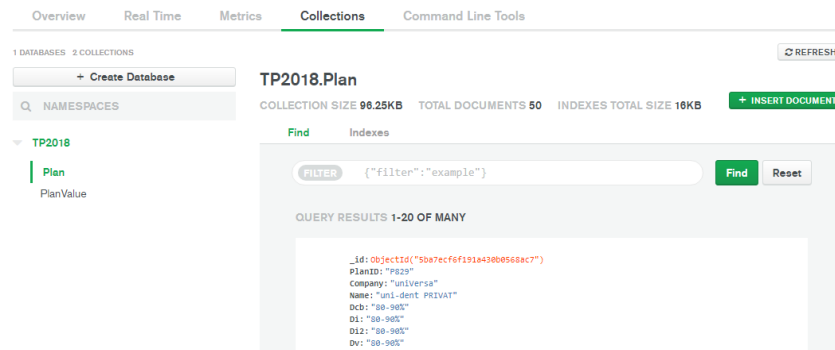 Overview Real Time Metrics Collections Command Line Tools
1 DATABASES 2 COLLECTIONS
REFRESH
+ Create Database
NAMESPACES
TP2018
Plan
PlanValue
TP2018.Plan
COLLECTION SIZE 96.25KB TOTAL DOCUMENTS 50 INDEXES TOTAL SIZE 16KB
+ INSERT DOCUMENT
Find Indexes
FILTER {"filter":"example"}
Find Reset
QUERY RESULTS 1-20 OF MANY
_id: ObjectId("5ba7ecf6f191a430b0568ac7")
PlanID: "P829"
Company: "universa"
Name: "uni-dent PRIVAT"
Dcb: "80-90%"
Di: "80-90%"
Di2: "80-90%"
Dv: "80-90%"